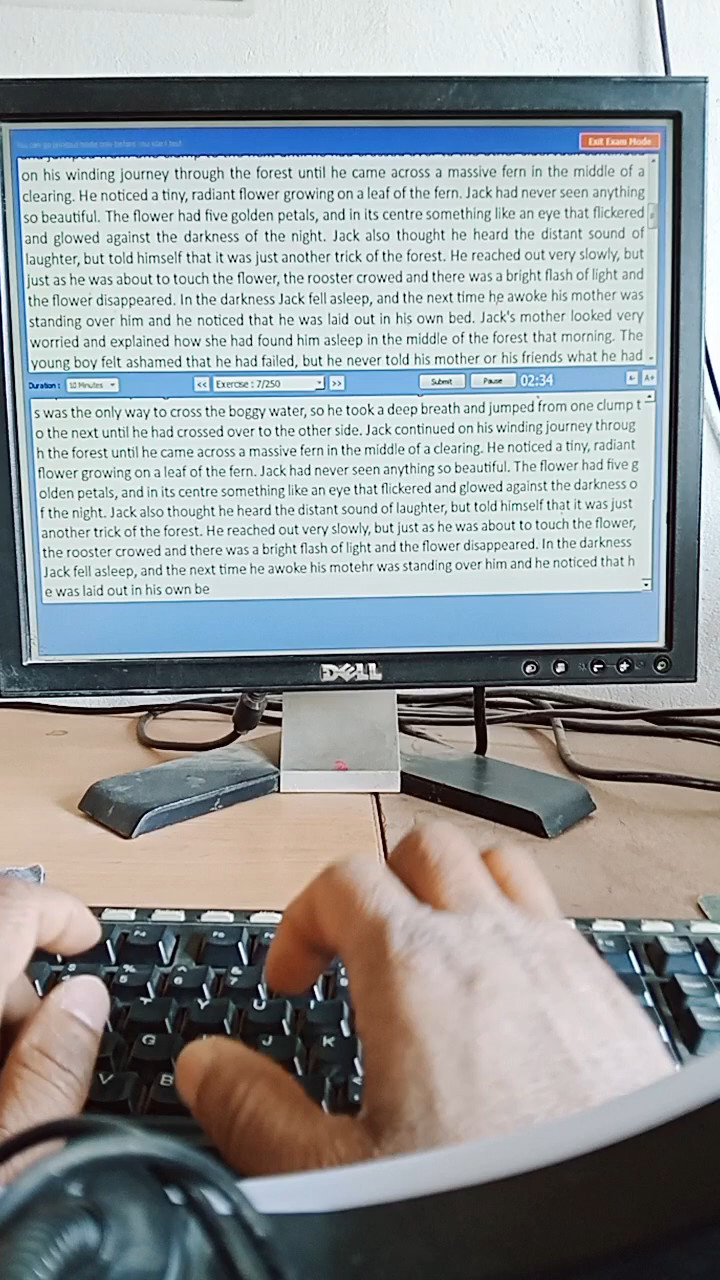 Exit Exam Mode
on his winding journey through the forest until he came across a massive fern in the middle of a
clearing. He noticed a tiny, radiant flower growing on a leaf of the fern. Jack had never seen anything
so beautiful. The flower had five golden petals, and in its centre something like an eye that flickered
and glowed against the darkness of the night. Jack also thought he heard the distant sound of
laughter, but told himself that it was just another trick of the forest. He reached out very slowly, but
just as he was about to touch the flower, the rooster crowed and there was a bright flash of light and
the flower disappeared. In the darkness Jack fell asleep, and the next time he awoke his mother was
standing over him and he noticed that he was laid out in his own bed. Jack's mother looked very
worried and explained how she had found him asleep in the middle of the forest that morning. The
young boy felt ashamed that he had failed, but he never told his mother or his friends what he had
Duration : 10 Minutes << Exercise : 7/250 >> Submit Pause 02:34 A- A+
s was the only way to cross the boggy water, so he took a deep breath and jumped from one clump t
o the next until he had crossed over to the other side. Jack continued on his winding journey throug
h the forest until he came across a massive fern in the middle of a clearing. He noticed a tiny, radiant
flower growing on a leaf of the fern. Jack had never seen anything so beautiful. The flower had five g
olden petals, and in its centre something like an eye that flickered and glowed against the darkness o
f the night. Jack also thought he heard the distant sound of laughter, but told himself that it was just
another trick of the forest. He reached out very slowly, but just as he was about to touch the flower,
the rooster crowed and there was a bright flash of light and the flower disappeared. In the darkness
Jack fell asleep, and the next time he awoke his motehr was standing over him and he noticed that h
e was laid out in his own be
DELL
5 6 7
Y U
G J K
V B